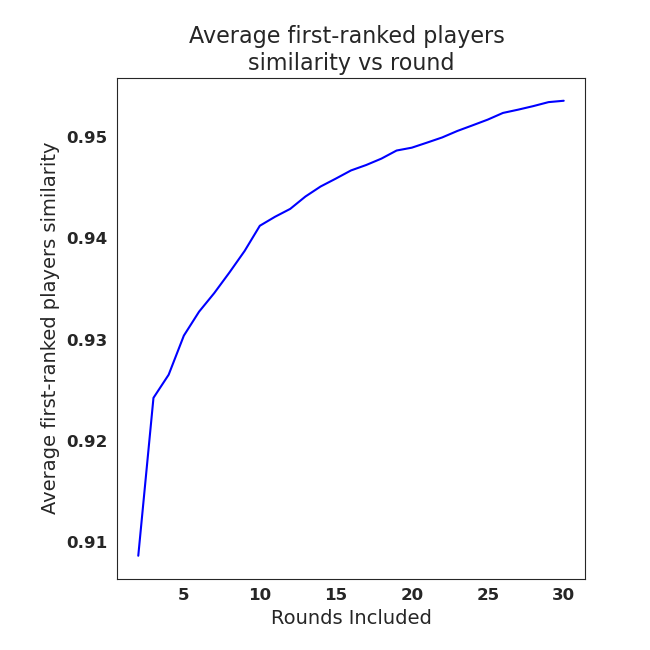 Average first-ranked players
similarity vs round
Average first-ranked players similarity
0.95
0.94
0.93
0.92
0.91
5 10 15 20 25 30
Rounds Included